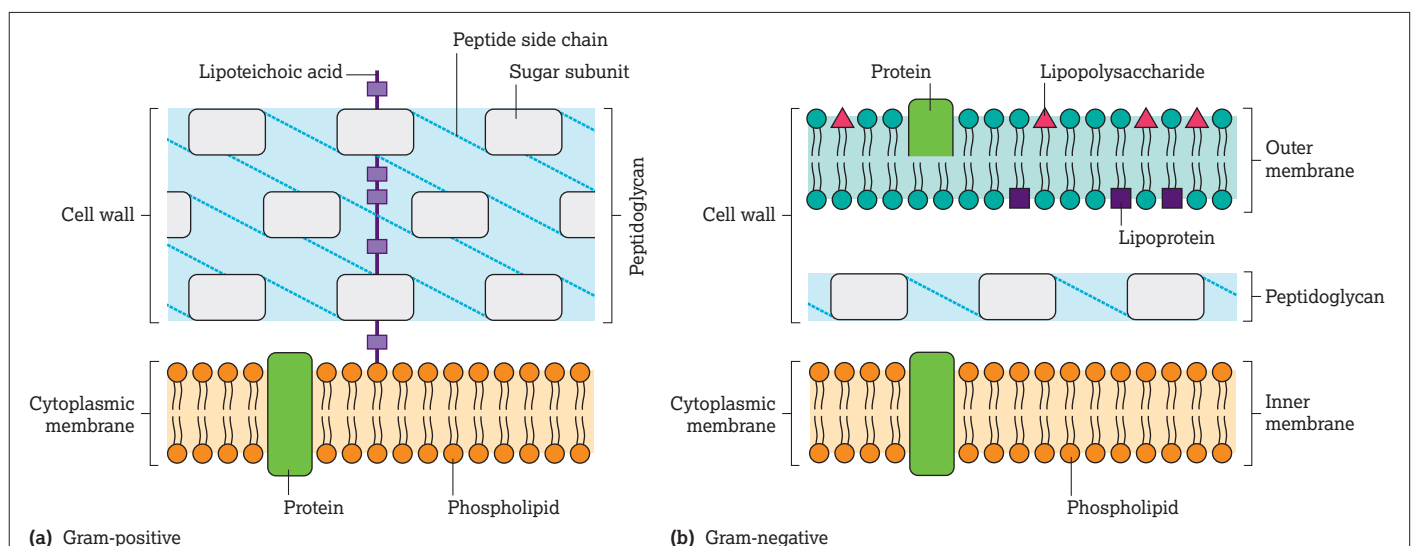 Peptide side chain
Lipoteichoic acid
Sugar subunit
Cell wall
Peptidoglycan
Cytoplasmic
membrane
Protein
Phospholipid
(a) Gram-positive
Protein
Lipopolysaccharide
Outer
membrane
Cell wall
Lipoprotein
Peptidoglycan
Cytoplasmic
membrane
Inner
membrane
Phospholipid
(b) Gram-negative